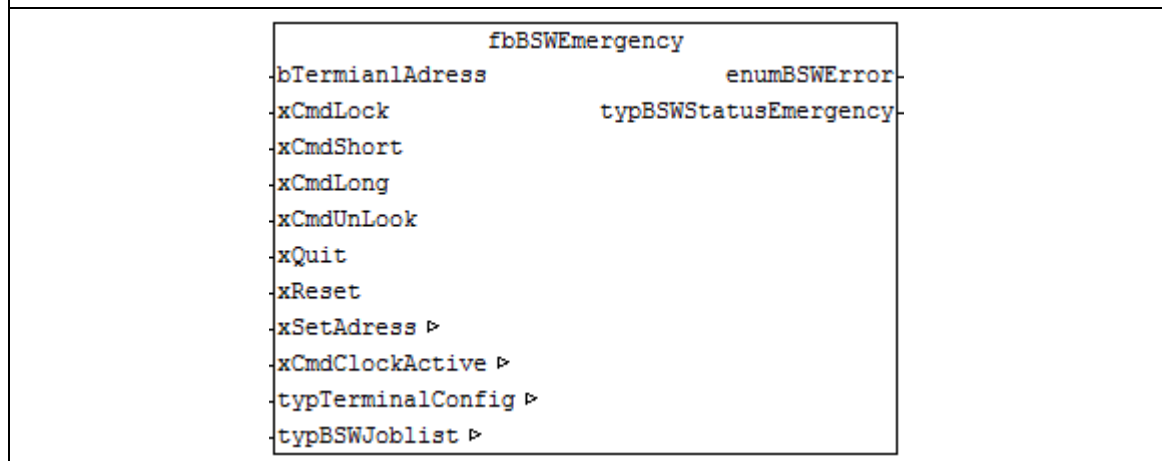 fbBSWEmergency
bTermianlAdress enumBSWError
xCmdLock typBSWStatusEmergency
xCmdShort
xCmdLong
xCmdUnLook
xQuit
xReset
xSetAdress ▷
xCmdClockActive ▷
typTerminalConfig ▷
typBSWJoblist ▷